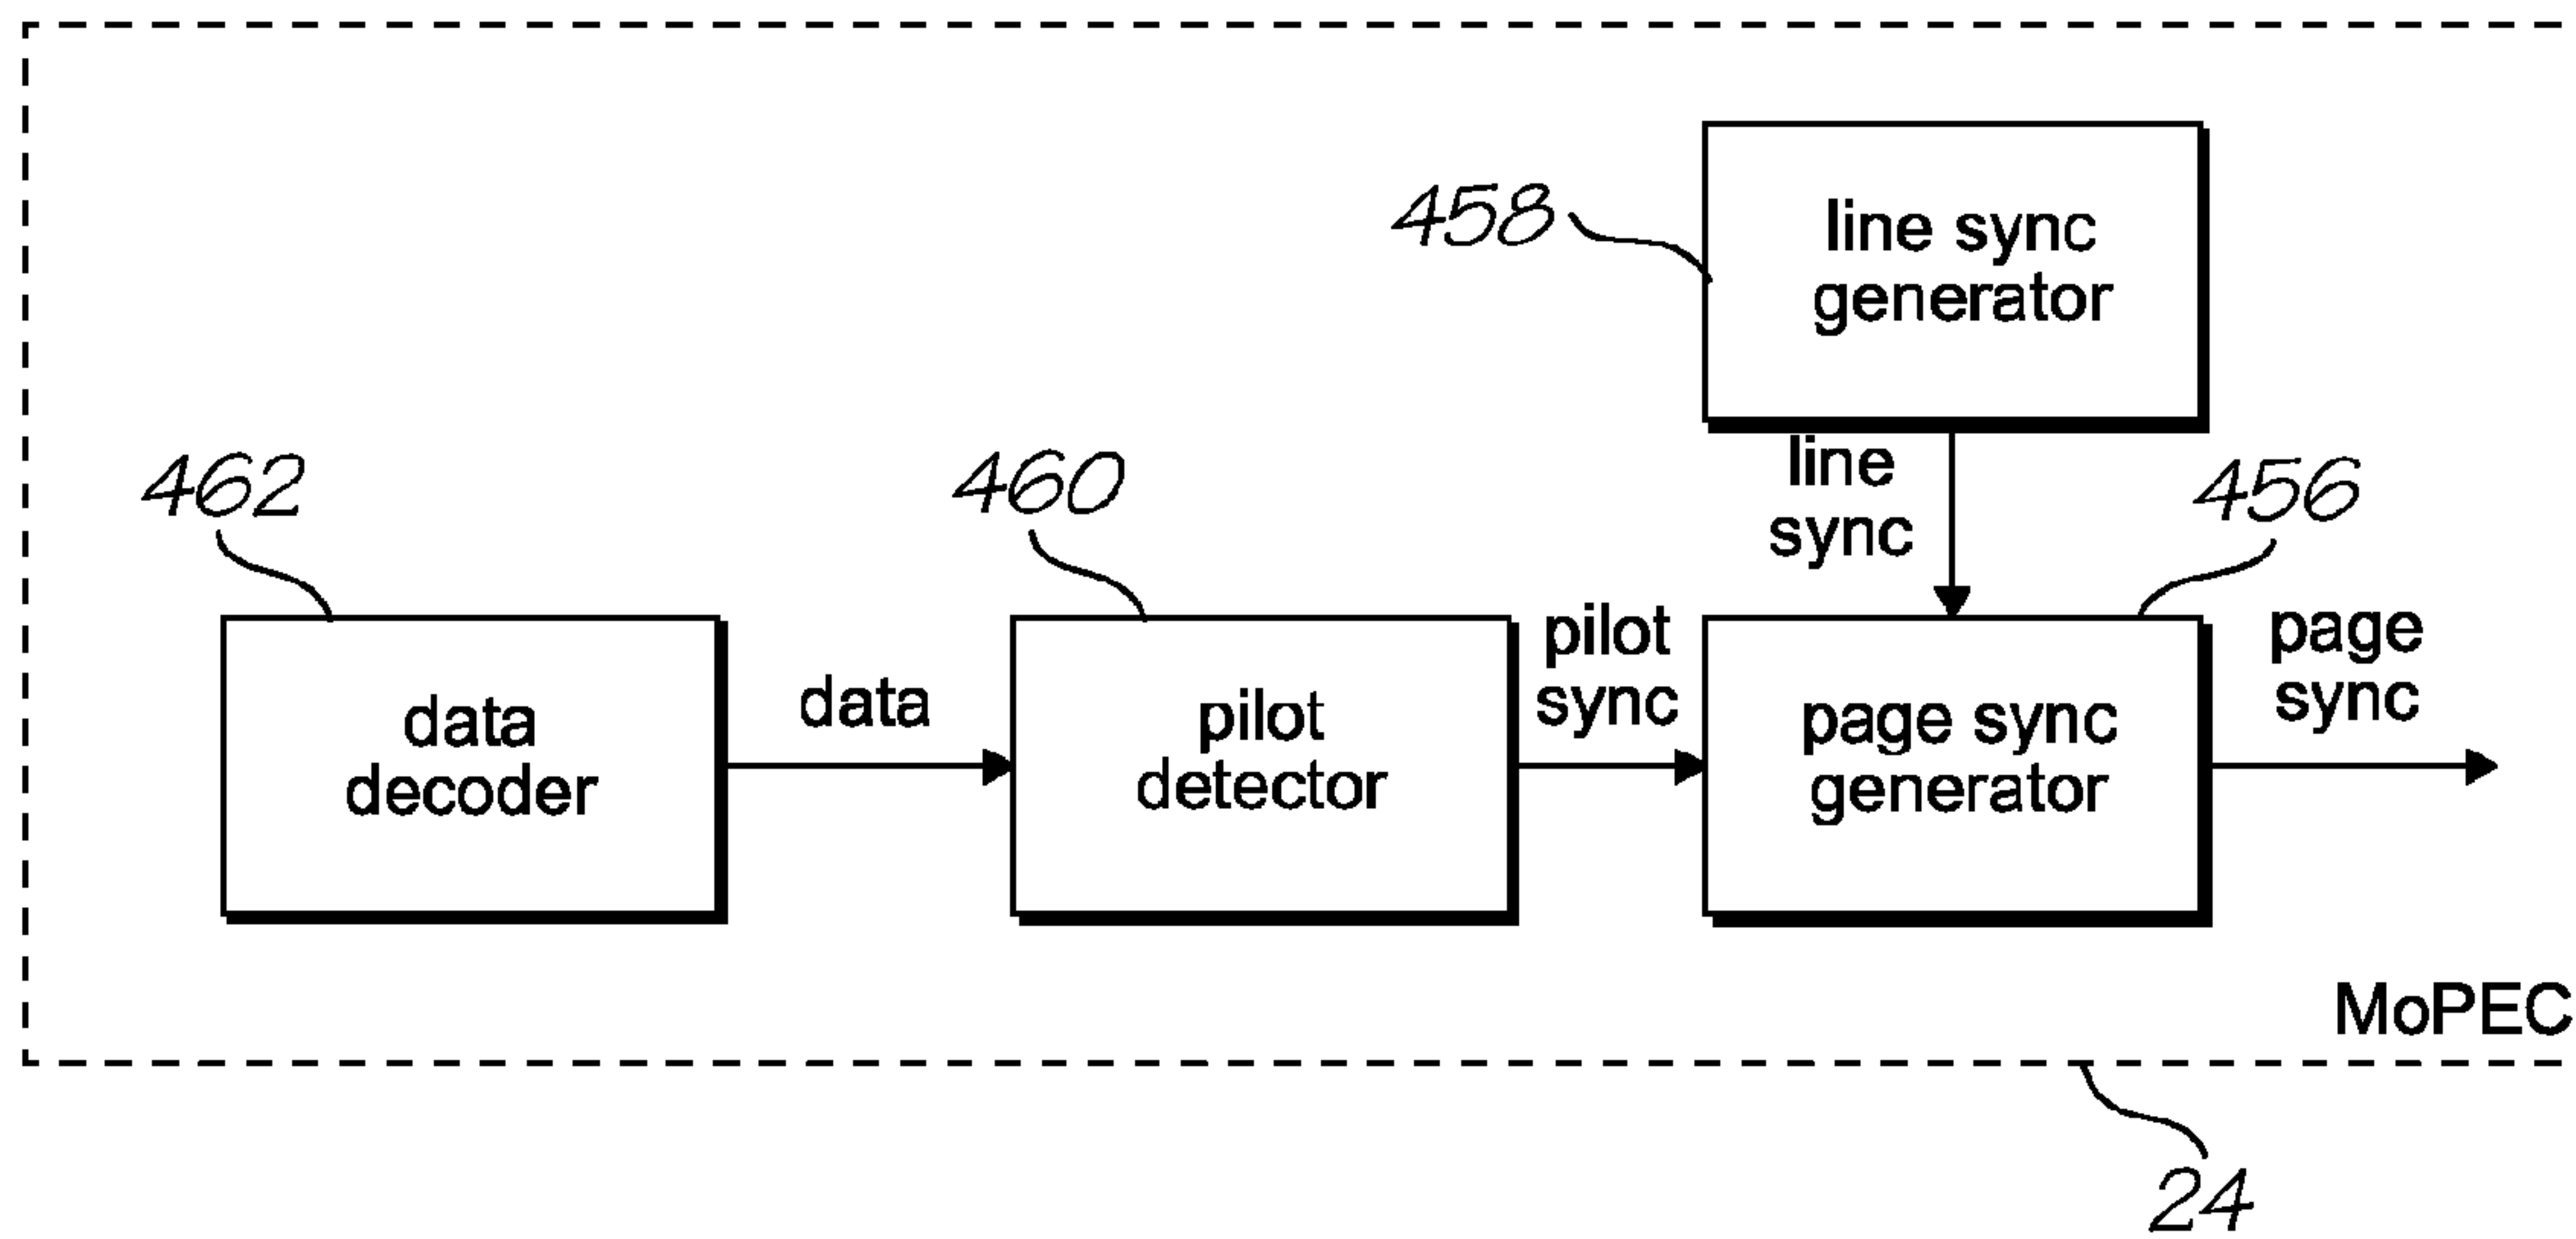 458
line sync
generator
line
sync
462
460
456
data
decoder
data
pilot
detector
pilot
sync
page sync
generator
page
sync
MoPEC
24